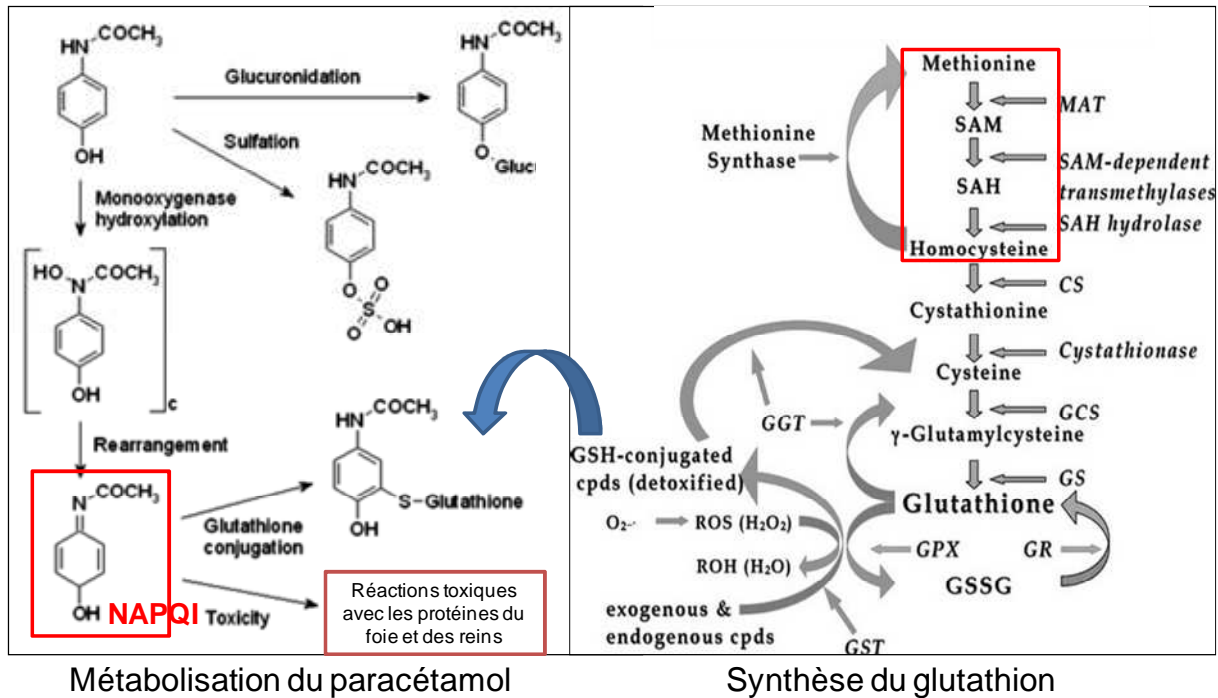 HN
COCH3
OH
Glucuronidation
HN
COCH3
O
Gluc
Sulfation
HN
COCH3
O
S
O
O
OH
Monooxygenase
hydroxylation
HO
N
COCH3
OH
c
Rearrangement
N
COCH3
OH
NAPQI
Glutathione
conjugation
HN
COCH3
S-Glutathione
OH
Toxicity
Réactions toxiques
avec les protéines du
foie et des reins
Methionine
MAT
SAM
SAM-dependent
transmethylases
SAH
SAH hydrolase
Homocysteine
Methionine
Synthase
CS
Cystathionine
Cystathionase
Cysteine
GCS
GGT
γ-Glutamylcysteine
GS
Glutathione
GSH-conjugated
cpds (detoxified)
ROS (H2O2)
ROH (H2O)
GPX
GR
GSSG
exogenous &
endogenous cpds
GST
Métabolisation du paracétamol
Synthèse du glutathion